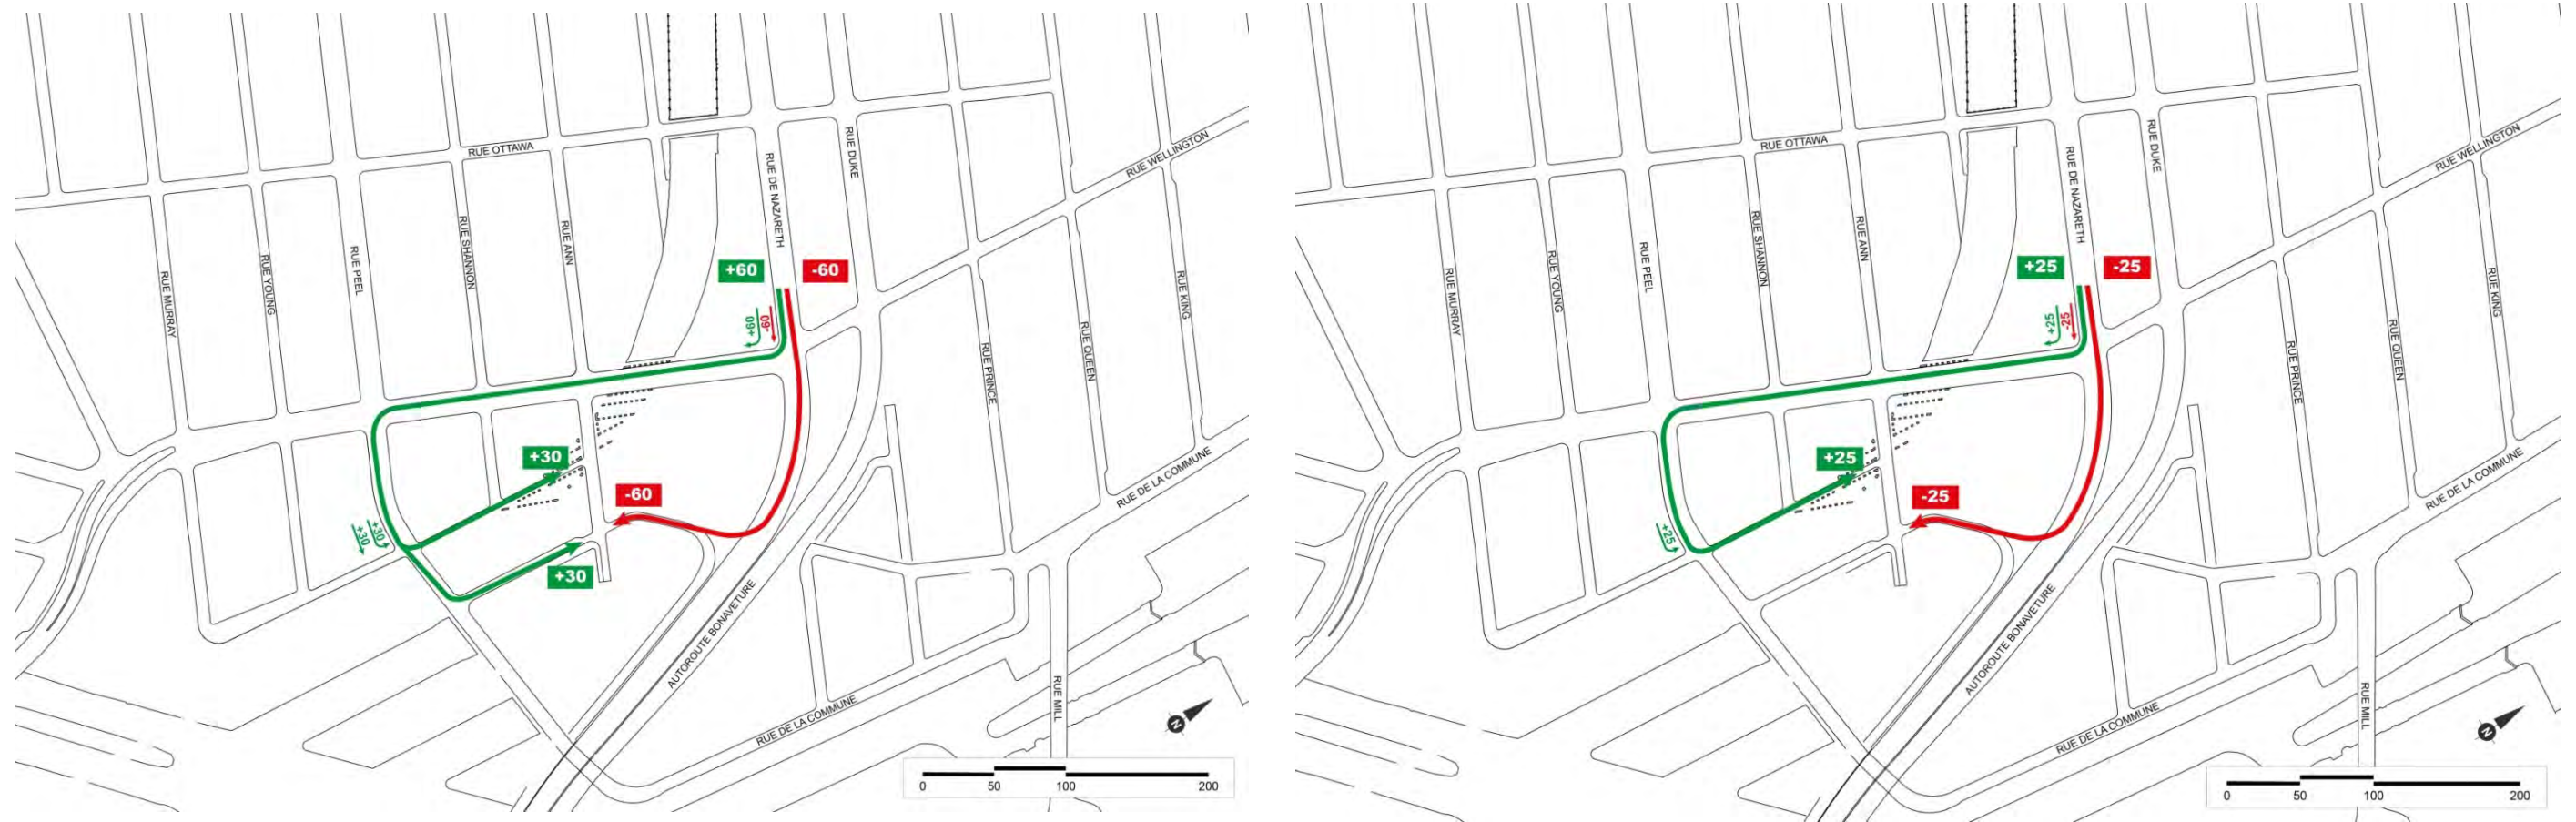 RUE OTTAWA
RUE DE NAZARETH
RUE DUKE
RUE WELLINGTON
RUE MURRAY
RUE YOUNG
RUE PEEL
RUE SHANNON
RUE ANN
+60
-60
+60
-60
RUE KING
RUE QUEEN
RUE PRINCE
+30
-60
+30
+30
+30
RUE DE LA COMMUNE
AUTOROUTE BONAVETURE
RUE DE LA COMMUNE
RUE MILL
N
0 50 100 200
RUE OTTAWA
RUE DE NAZARETH
RUE DUKE
RUE WELLINGTON
RUE MURRAY
RUE YOUNG
RUE PEEL
RUE SHANNON
RUE ANN
+25
-25
+25
-25
RUE KING
RUE QUEEN
RUE PRINCE
+25
-25
+25
RUE DE LA COMMUNE
AUTOROUTE BONAVETURE
RUE DE LA COMMUNE
RUE MILL
N
0 50 100 200